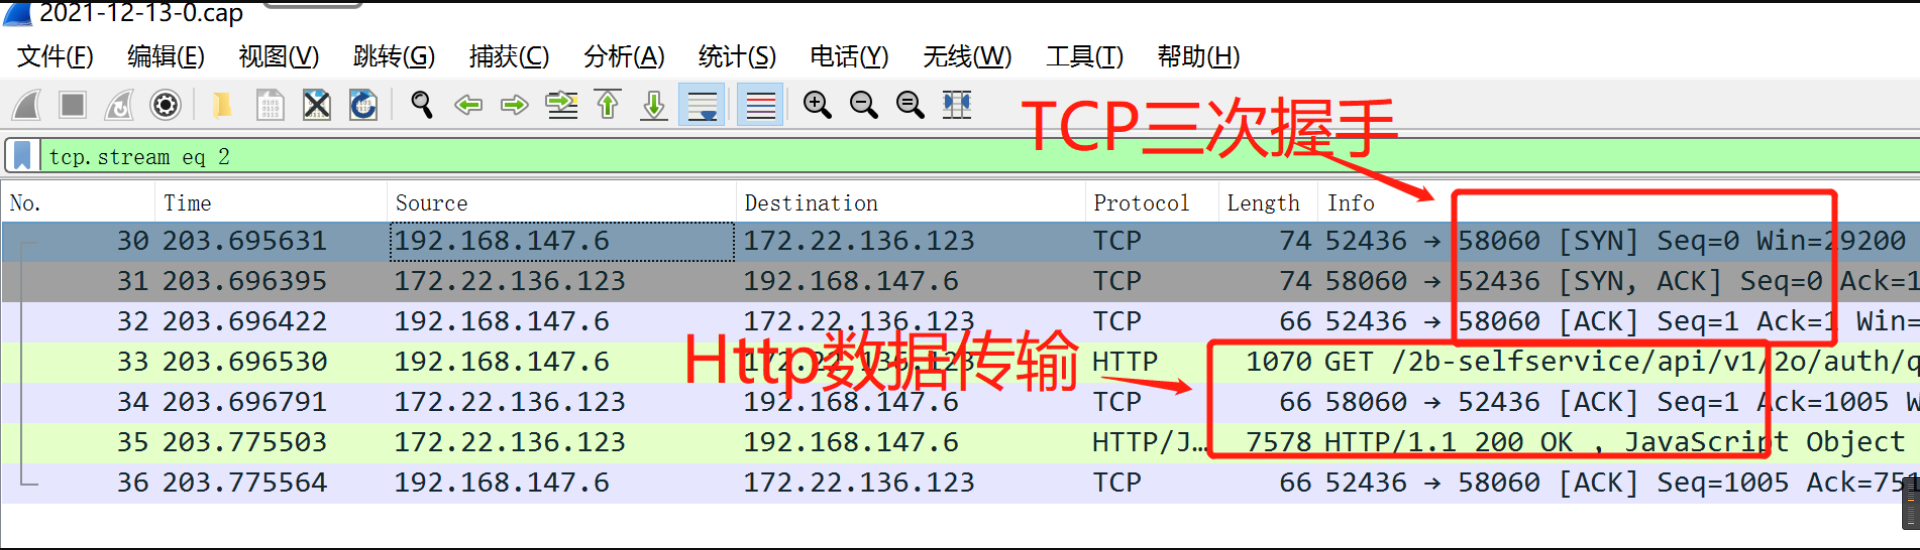 2021-12-13-0.cap
文件(F) 编辑(E) 视图(V) 跳转(G) 捕获(C) 分析(A) 统计(S) 电话(Y) 无线(W) 工具(T) 帮助(H)
TCP三次握手
tcp.stream eq 2
No. Time Source Destination Protocol Length Info
30 203.695631 192.168.147.6 172.22.136.123 TCP 74 52436 → 58060 [SYN] Seq=0 Win=29200
31 203.696395 172.22.136.123 192.168.147.6 TCP 74 58060 → 52436 [SYN, ACK] Seq=0 Ack=1
32 203.696422 192.168.147.6 172.22.136.123 TCP 66 52436 → 58060 [ACK] Seq=1 Ack=1 Win=
Http数据传输
33 203.696530 192.168.147.6 172.22.136.123 HTTP 1070 GET /2b-selfservice/api/v1/2o/auth/q
34 203.696791 172.22.136.123 192.168.147.6 TCP 66 58060 → 52436 [ACK] Seq=1 Ack=1005 W
35 203.775503 172.22.136.123 192.168.147.6 HTTP/J… 7578 HTTP/1.1 200 OK , JavaScript Object
36 203.775564 192.168.147.6 172.22.136.123 TCP 66 52436 → 58060 [ACK] Seq=1005 Ack=751